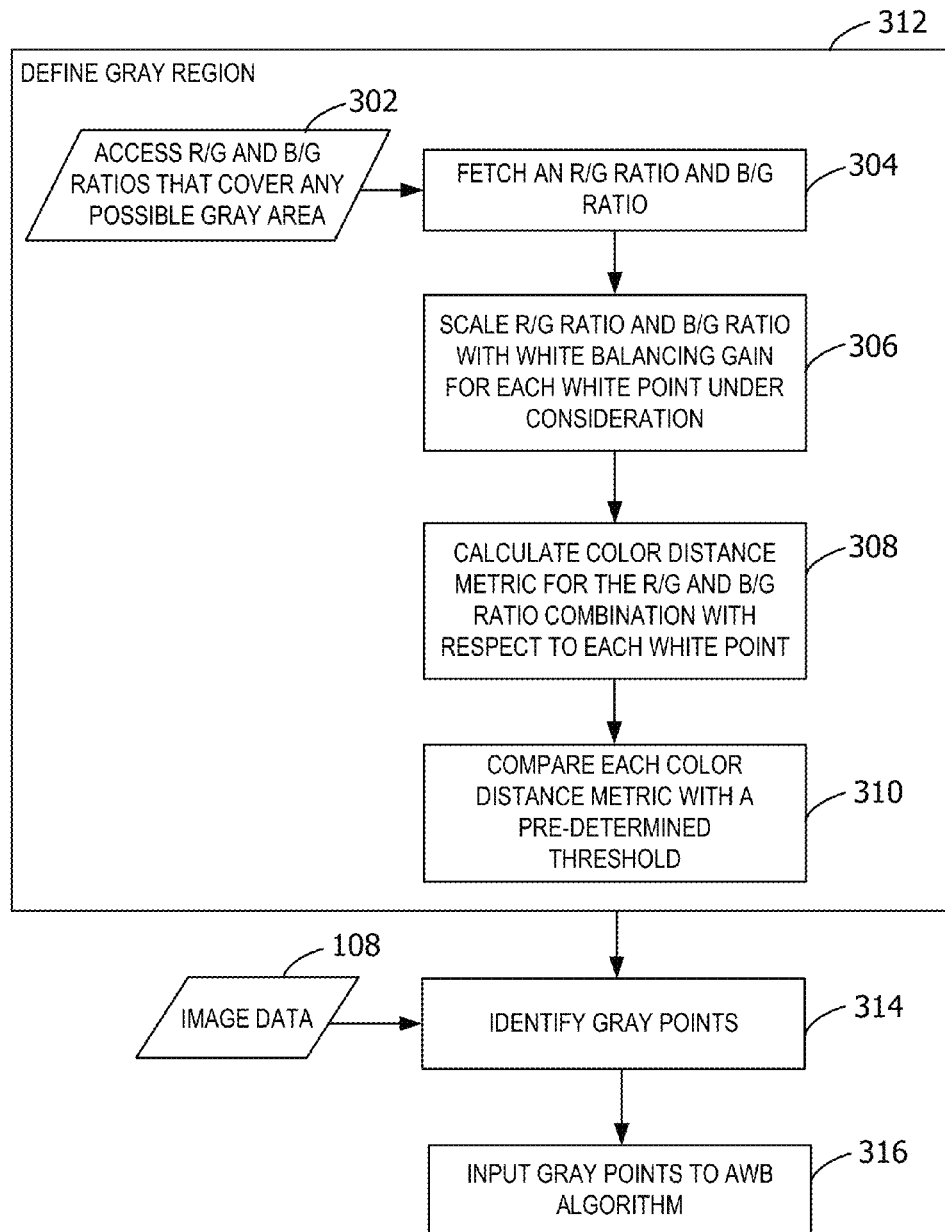 312
DEFINE GRAY REGION
302
ACCESS R/G AND B/G
RATIOS THAT COVER ANY
POSSIBLE GRAY AREA
FETCH AN R/G RATIO AND B/G
RATIO
304
SCALE R/G RATIO AND B/G RATIO
WITH WHITE BALANCING GAIN
FOR EACH WHITE POINT UNDER
CONSIDERATION
306
CALCULATE COLOR DISTANCE
METRIC FOR THE R/G AND B/G
RATIO COMBINATION WITH
RESPECT TO EACH WHITE POINT
308
COMPARE EACH COLOR
DISTANCE METRIC WITH A
PRE-DETERMINED
THRESHOLD
310
108
IMAGE DATA
IDENTIFY GRAY POINTS
314
INPUT GRAY POINTS TO AWB
ALGORITHM
316